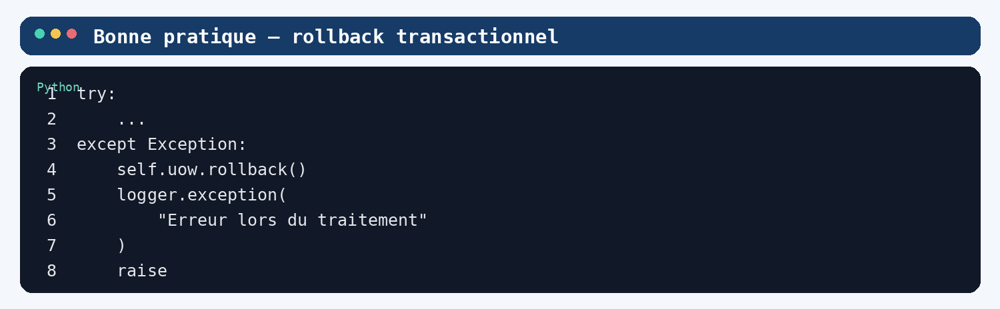 Bonne pratique — rollback transactionnel
Python
1 try:
2     ...
3 except Exception:
4     self.uow.rollback()
5     logger.exception(
6         "Erreur lors du traitement"
7     )
8     raise